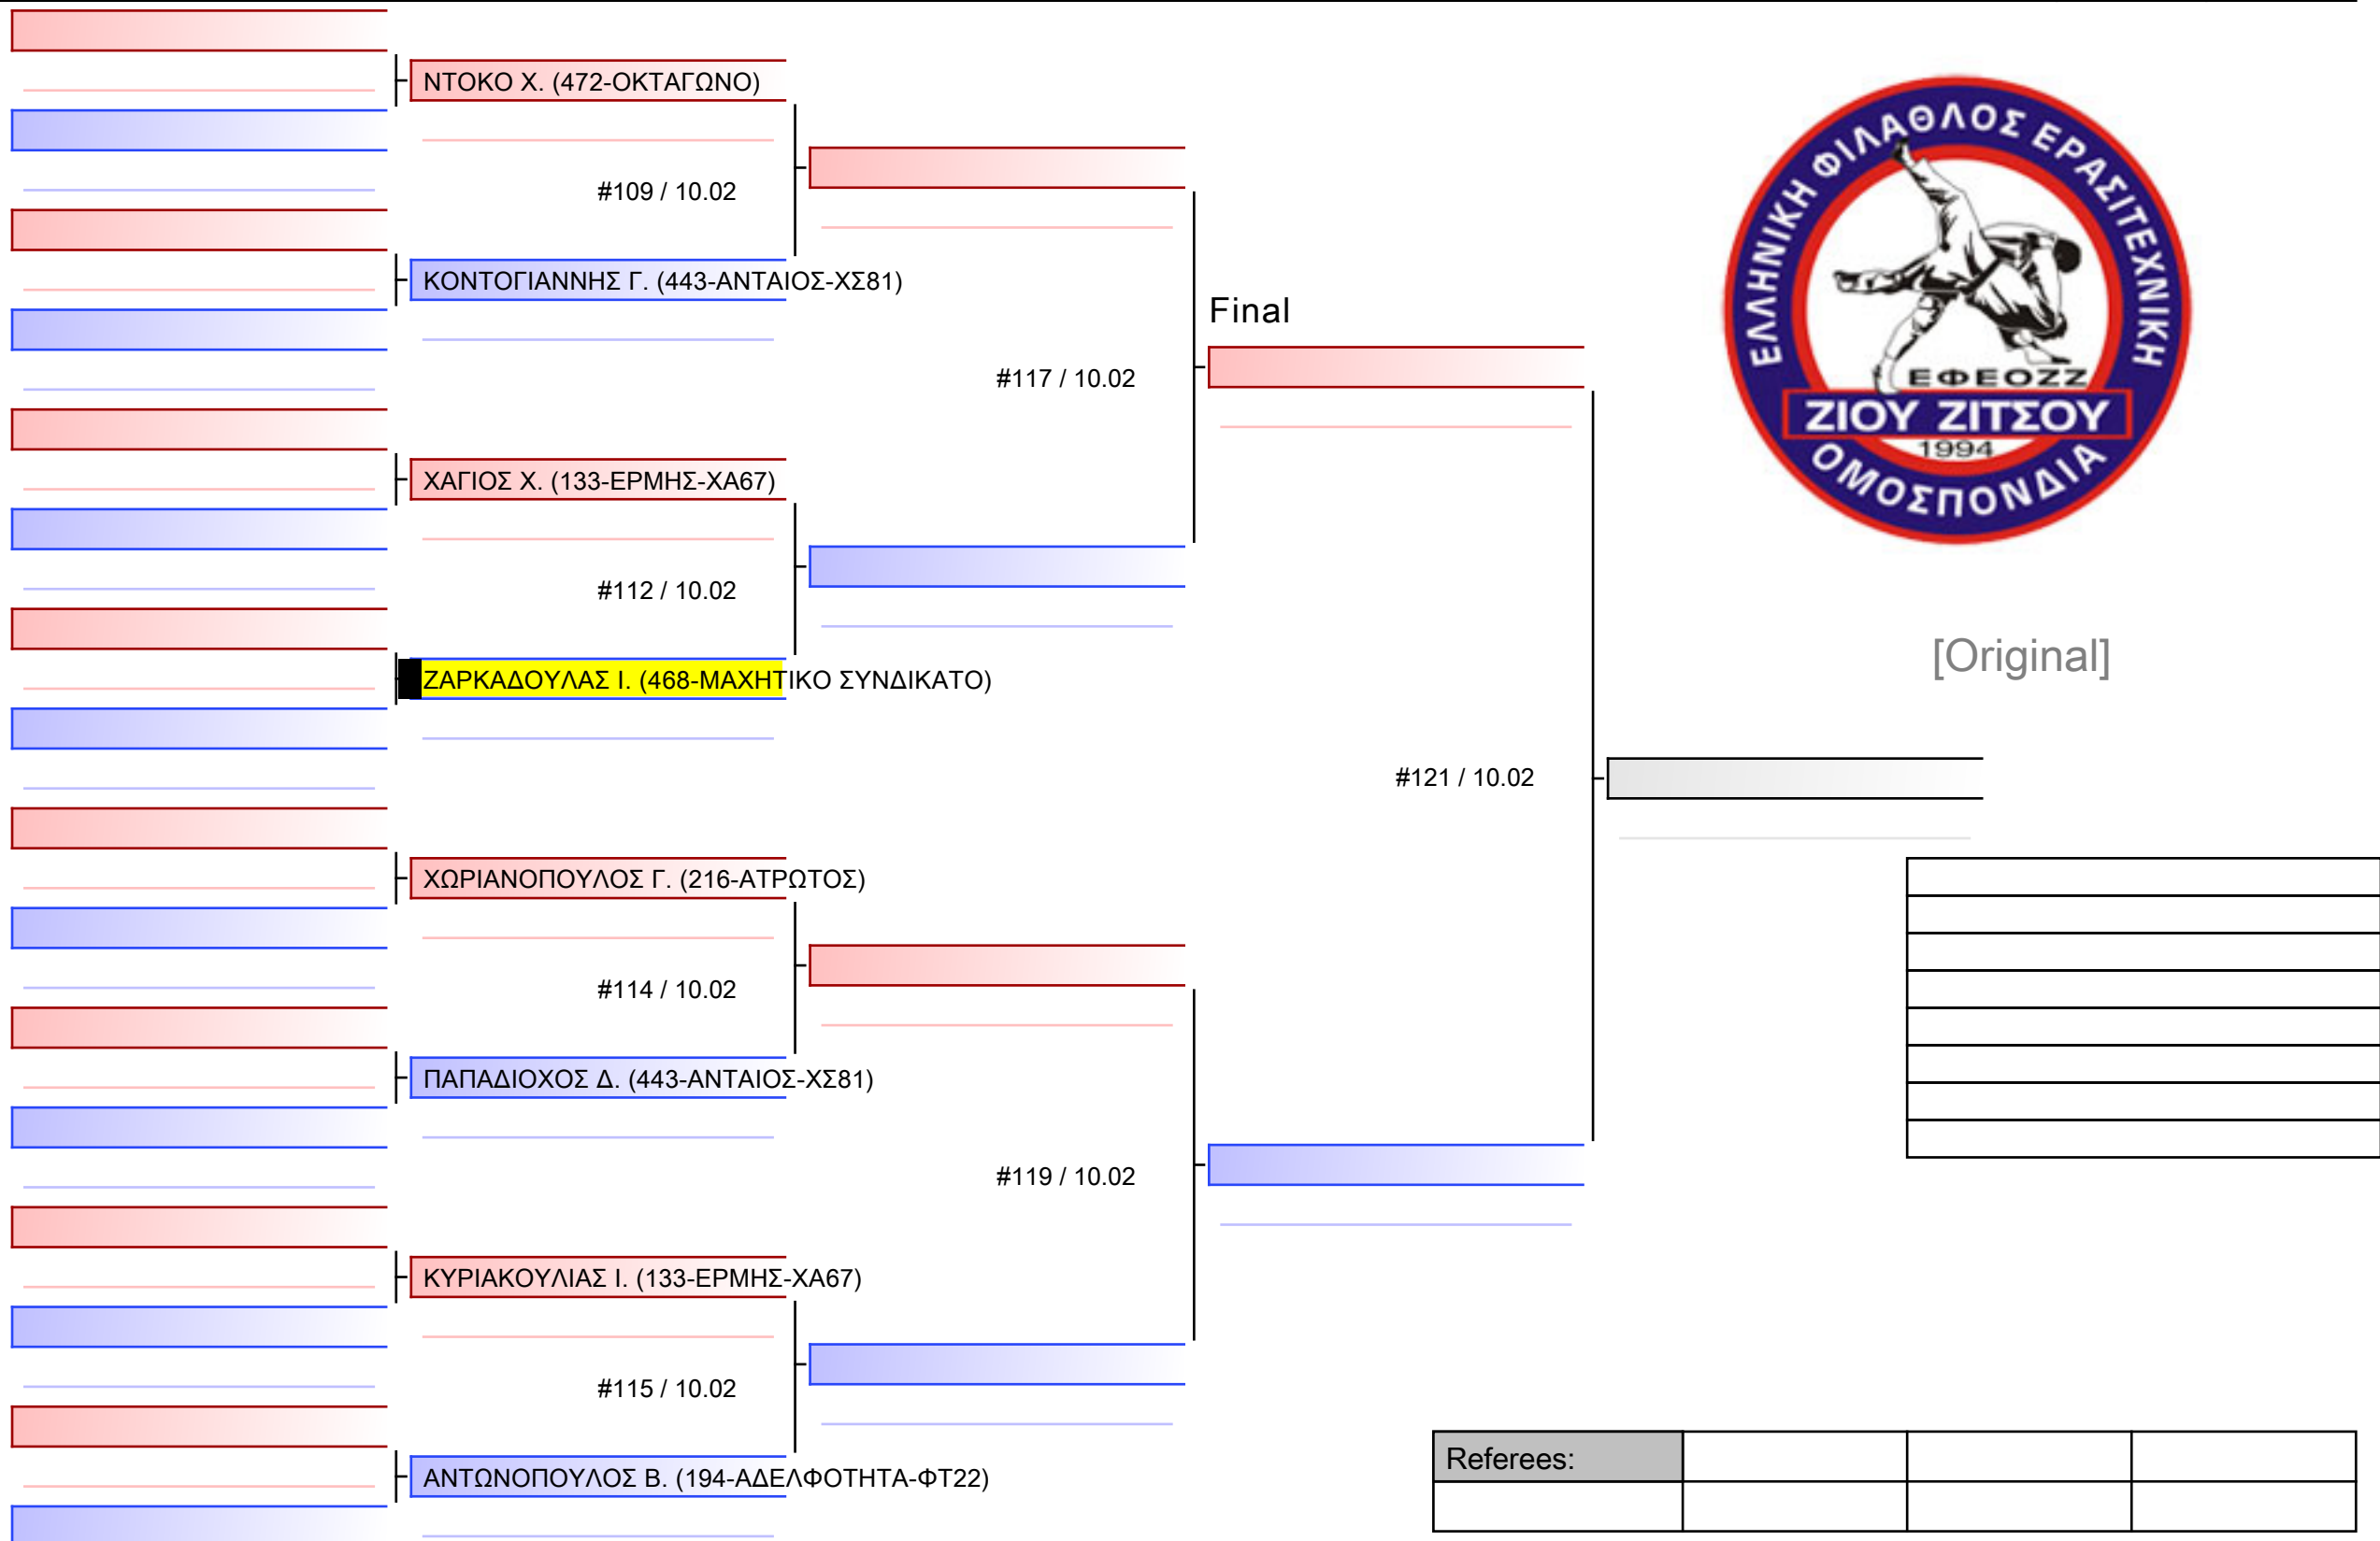 ΝΤΟΚΟ Χ. (472-ΟΚΤΑΓΩΝΟ)
#109 / 10.02
ΚΟΝΤΟΓΙΑΝΝΗΣ Γ. (443-ΑΝΤΑΙΟΣ-ΧΣ81)
Final
#117 / 10.02
ΧΑΓΙΟΣ Χ. (133-ΕΡΜΗΣ-ΧΑ67)
#112 / 10.02
ΖΑΡΚΑΔΟΥΛΑΣ Ι. (468-ΜΑΧΗΤΙΚΟ ΣΥΝΔΙΚΑΤΟ)
#121 / 10.02
ΧΩΡΙΑΝΟΠΟΥΛΟΣ Γ. (216-ΑΤΡΩΤΟΣ)
#114 / 10.02
ΠΑΠΑΔΙΟΧΟΣ Δ. (443-ΑΝΤΑΙΟΣ-ΧΣ81)
#119 / 10.02
ΚΥΡΙΑΚΟΥΛΙΑΣ Ι. (133-ΕΡΜΗΣ-ΧΑ67)
#115 / 10.02
ΑΝΤΩΝΟΠΟΥΛΟΣ Β. (194-ΑΔΕΛΦΟΤΗΤΑ-ΦΤ22)
ΕΛΛΗΝΙΚΗ ΦΙΛΑΘΛΟΣ ΕΡΑΣΙΤΕΧΝΙΚΗ
ΕΦΕΟΖΖ
ΖΙΟΥ ΖΙΤΣΟΥ
1994
ΟΜΟΣΠΟΝΔΙΑ
[Original]
Referees: